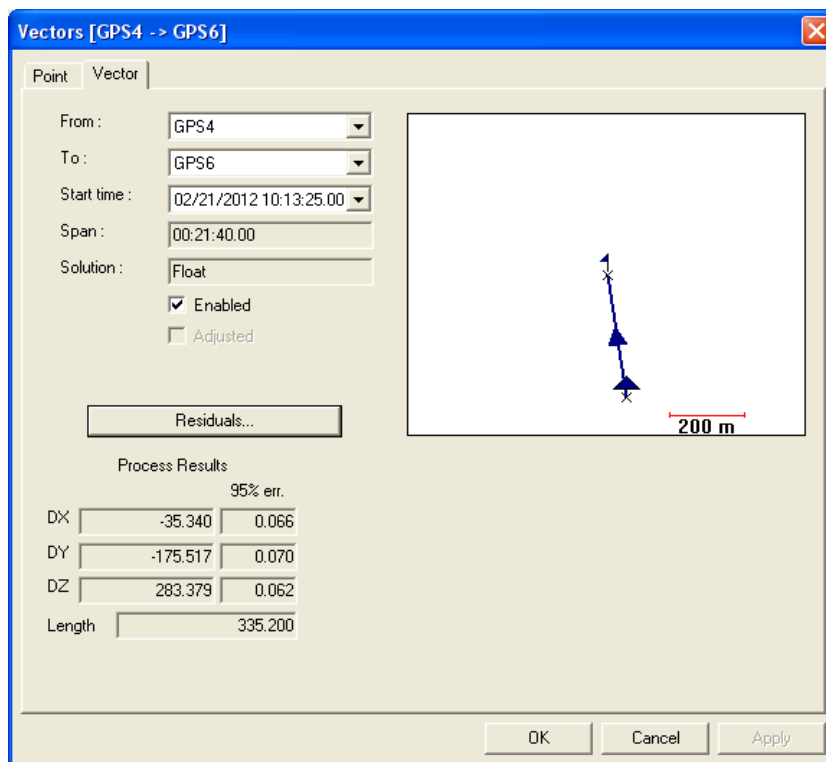 Vectors [GPS4 -> GPS6]
Point Vector
From : GPS4
To : GPS6
Start time : 02/21/2012 10:13:25.00
Span : 00:21:40.00
Solution : Float
Enabled
Adjusted
200 m
Residuals...
Process Results
95% err.
DX -35.340 0.066
DY -175.517 0.070
DZ 283.379 0.062
Length 335.200
OK Cancel Apply